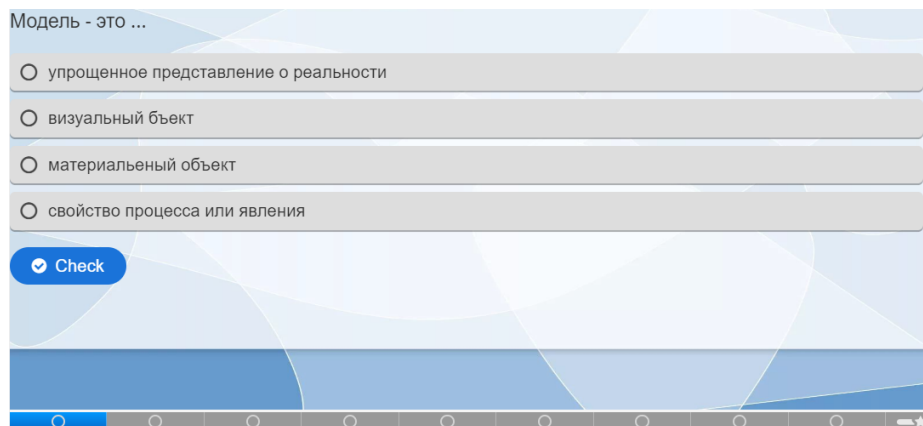 Модель - это ...
упрощенное представление о реальности
визуальный бъект
материальеный объект
свойство процесса или явления
Check